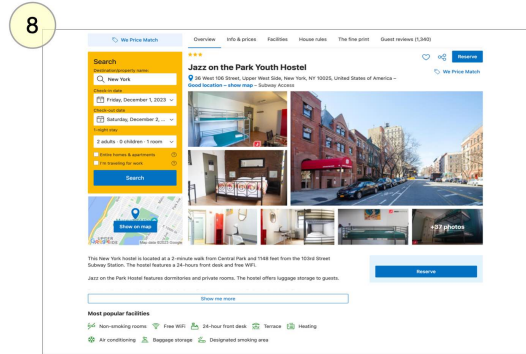 8
We Price Match
Overview Info & prices Facilities House rules The fine print Guest reviews (1,340)
Search
Destination/property name:
New York
Check-in date
Friday, December 1, 2023
Check-out date
Saturday, December 2, ...
1-night stay
2 adults · 0 children · 1 room
Entire homes & apartments
I'm traveling for work
Search
Show on map
Map data ©2023 Google
Jazz on the Park Youth Hostel
Reserve
We Price Match
36 West 106 Street, Upper West Side, New York, NY 10025, United States of America –
Good location – show map – Subway Access
+37 photos
This New York hostel is located at a 2-minute walk from Central Park and 1148 feet from the 103rd Street
Subway Station. The hostel features a 24-hours front desk and free WiFi.
Jazz on the Park Hostel features dormitories and private rooms. The hostel offers luggage storage to guests.
Reserve
Show me more
Most popular facilities
Non-smoking rooms Free WiFi 24-hour front desk Terrace Heating
Air conditioning Baggage storage Designated smoking area